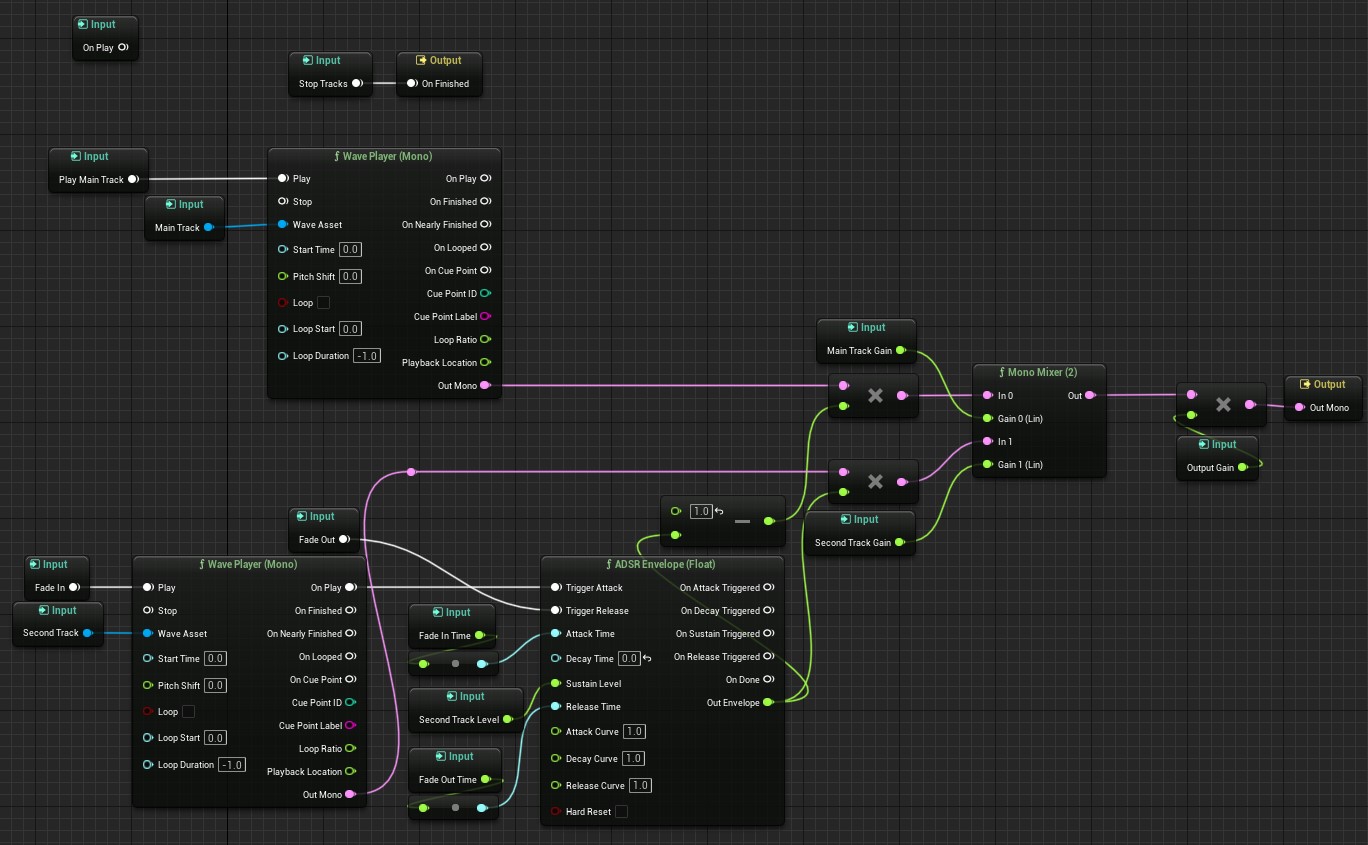 Input
On Play
Input
Stop Tracks
Output
On Finished
Input
Play Main Track
Input
Main Track
Wave Player (Mono)
Play
On Play
Stop
On Finished
Wave Asset
On Nearly Finished
Start Time 0.0
On Looped
On Cue Point
Pitch Shift 0.0
Cue Point ID
Loop
Cue Point Label
Loop Start 0.0
Loop Ratio
Loop Duration -1.0
Playback Location
Out Mono
Input
Main Track Gain
Mono Mixer (2)
In 0
Out
Gain 0 (Lin)
In 1
Gain 1 (Lin)
Output
Out Mono
Input
Output Gain
1.0
Input
Second Track Gain
Input
Fade Out
Input
Fade In
Input
Second Track
Wave Player (Mono)
Play
On Play
Stop
On Finished
Wave Asset
On Nearly Finished
Start Time 0.0
On Looped
On Cue Point
Pitch Shift 0.0
Cue Point ID
Loop
Cue Point Label
Loop Start 0.0
Loop Ratio
Loop Duration -1.0
Playback Location
Out Mono
Input
Fade In Time
Input
Second Track Level
Input
Fade Out Time
ADSR Envelope (Float)
Trigger Attack
On Attack Triggered
Trigger Release
On Decay Triggered
Attack Time
On Sustain Triggered
Decay Time 0.0
On Release Triggered
Sustain Level
On Done
Release Time
Out Envelope
Attack Curve 1.0
Decay Curve 1.0
Release Curve 1.0
Hard Reset